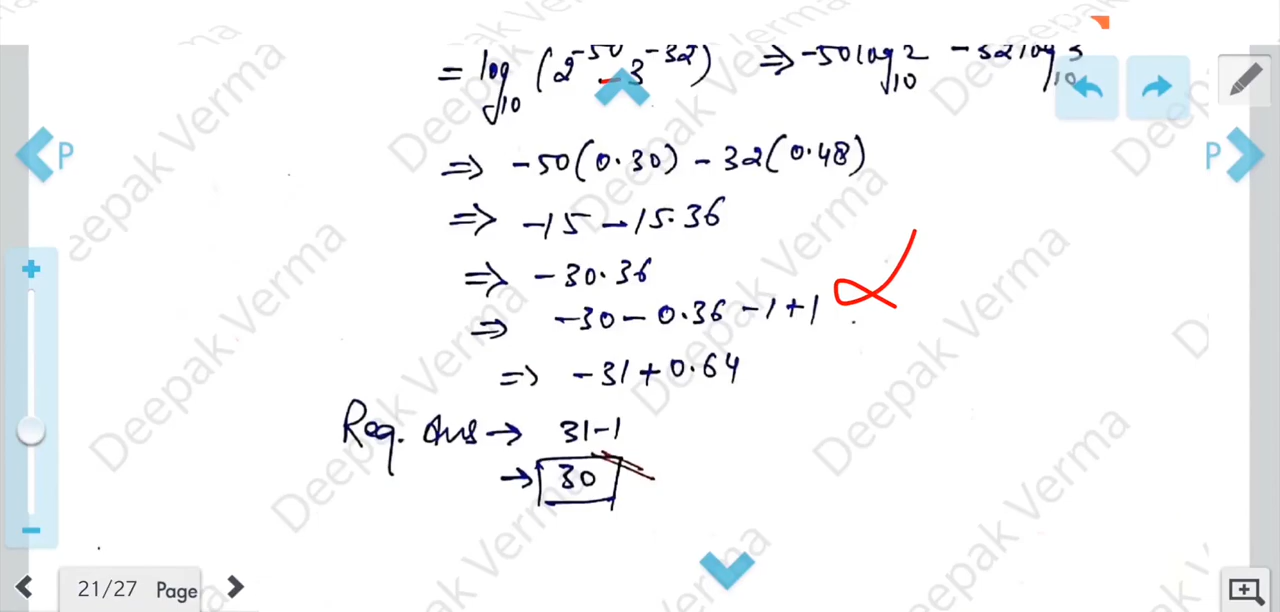 = log₁₀ (2⁻⁵⁰ - 3⁻³²) ⇒ -50 log₁₀ 2 - 32 log₁₀ 3
⇒ -50(0.30) - 32(0.48)
P
P
⇒ -15 - 15.36
⇒ -30.36
⇒ -30 - 0.36 - 1 + 1
⇒ -31 + 0.64
Req. Ans → 31-1
→ 30
21/27 Page
Deepak Verma